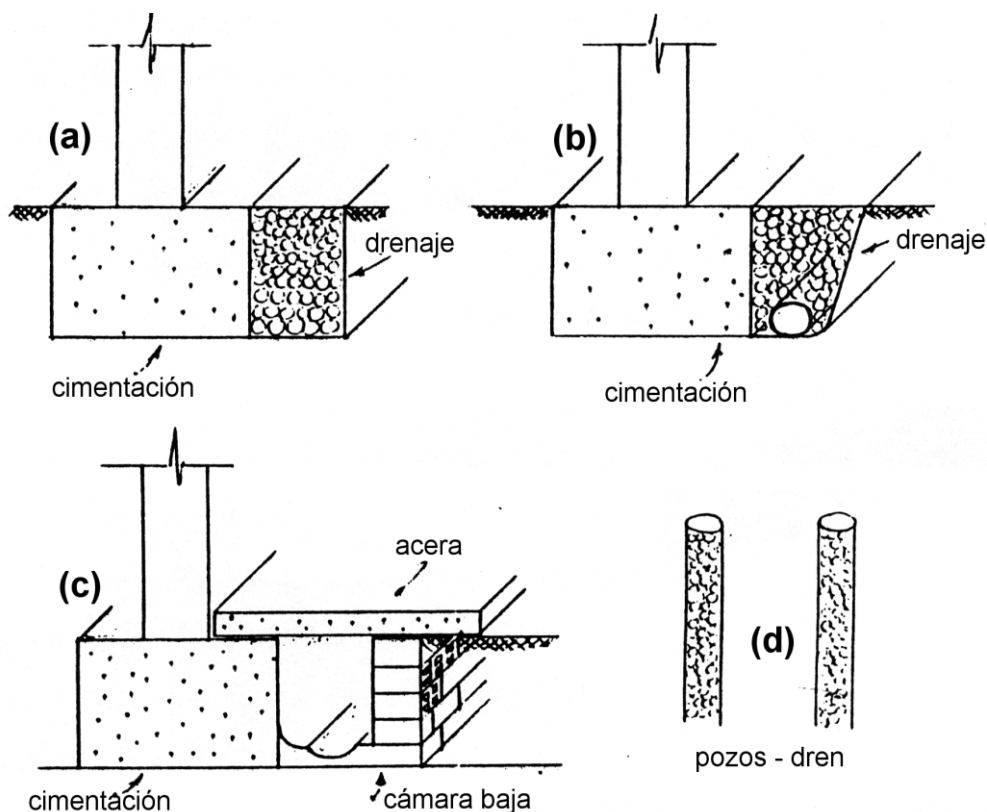 (a)
drenaje
cimentación
(b)
drenaje
cimentación
(c)
acera
cimentación
cámara baja
(d)
pozos - dren